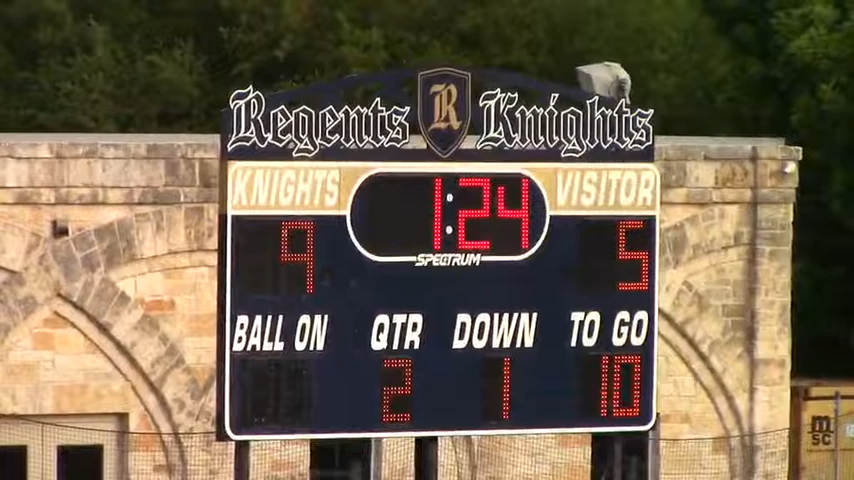 Regents R Knights
KNIGHTS 1:24 VISITOR
9 5
SPECTRUM
BALL ON QTR DOWN TO GO
2 1 10
msc